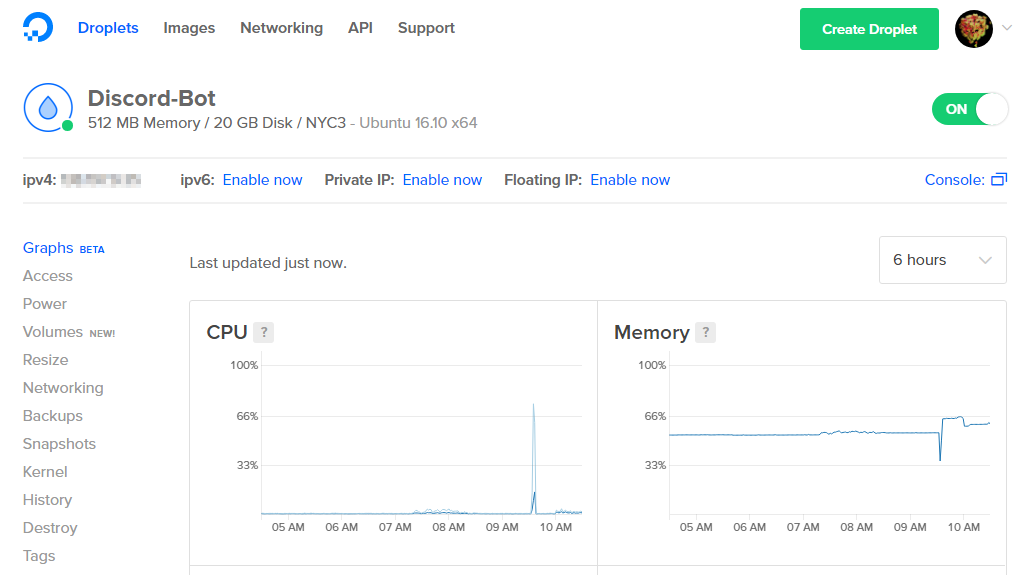 Droplets Images Networking API Support Create Droplet
Discord-Bot
512 MB Memory / 20 GB Disk / NYC3 - Ubuntu 16.10 x64
ON
ipv4: ipv6: Enable now Private IP: Enable now Floating IP: Enable now Console:
Graphs BETA
Access
Power
Volumes NEW!
Resize
Networking
Backups
Snapshots
Kernel
History
Destroy
Tags
Last updated just now.
6 hours
CPU ?
100%
66%
33%
05 AM 06 AM 07 AM 08 AM 09 AM 10 AM
Memory ?
100%
66%
33%
05 AM 06 AM 07 AM 08 AM 09 AM 10 AM